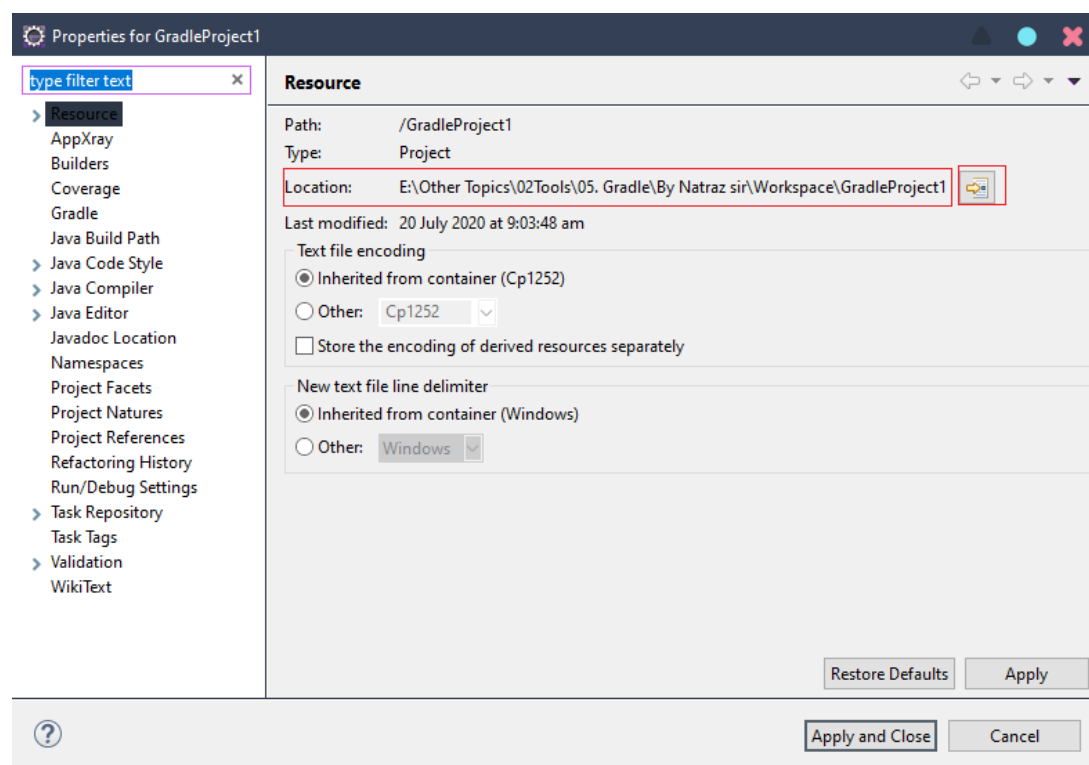 Properties for GradleProject1
type filter text
Resource
AppXray
Builders
Coverage
Gradle
Java Build Path
Java Code Style
Java Compiler
Java Editor
Javadoc Location
Namespaces
Project Facets
Project Natures
Project References
Refactoring History
Run/Debug Settings
Task Repository
Task Tags
Validation
WikiText
Resource
Path: /GradleProject1
Type: Project
Location: E:\Other Topics\02Tools\05. Gradle\By Natraz sir\Workspace\GradleProject1
Last modified: 20 July 2020 at 9:03:48 am
Text file encoding
Inherited from container (Cp1252)
Other: Cp1252
Store the encoding of derived resources separately
New text file line delimiter
Inherited from container (Windows)
Other: Windows
Restore Defaults Apply
? Apply and Close Cancel